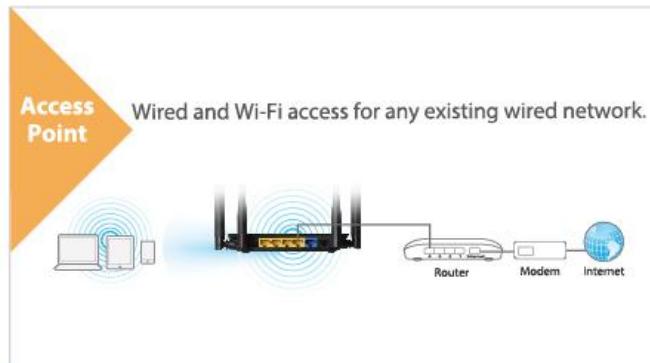 Access
Point
Wired and Wi-Fi access for any existing wired network.
Router
Modem
Internet